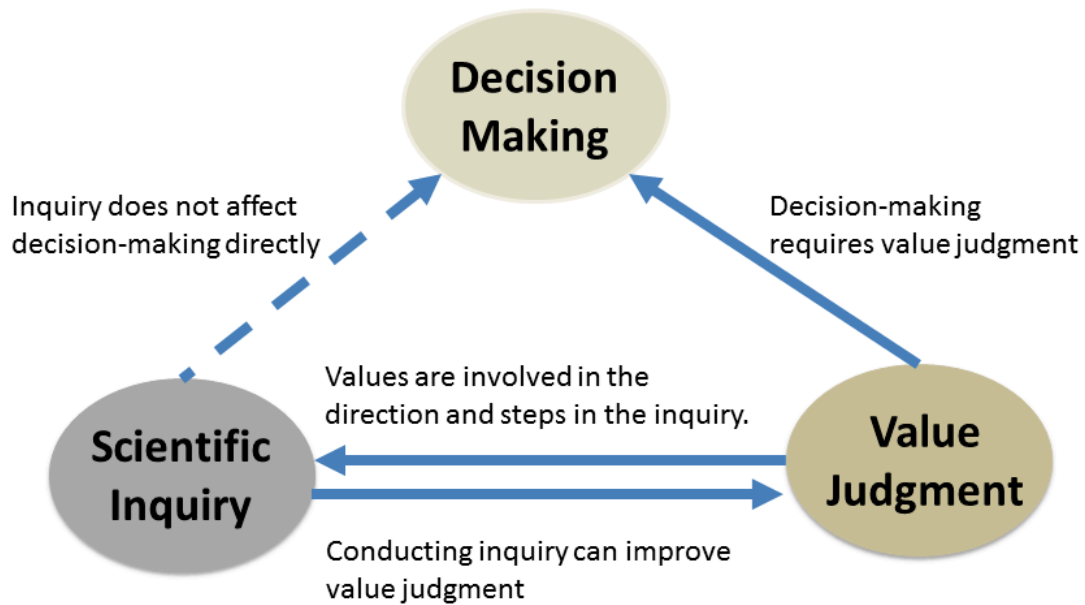 Decision
Making
Inquiry does not affect
decision-making directly
Decision-making
requires value judgment
Values are involved in the
direction and steps in the inquiry.
Scientific
Inquiry
Value
Judgment
Conducting inquiry can improve
value judgment